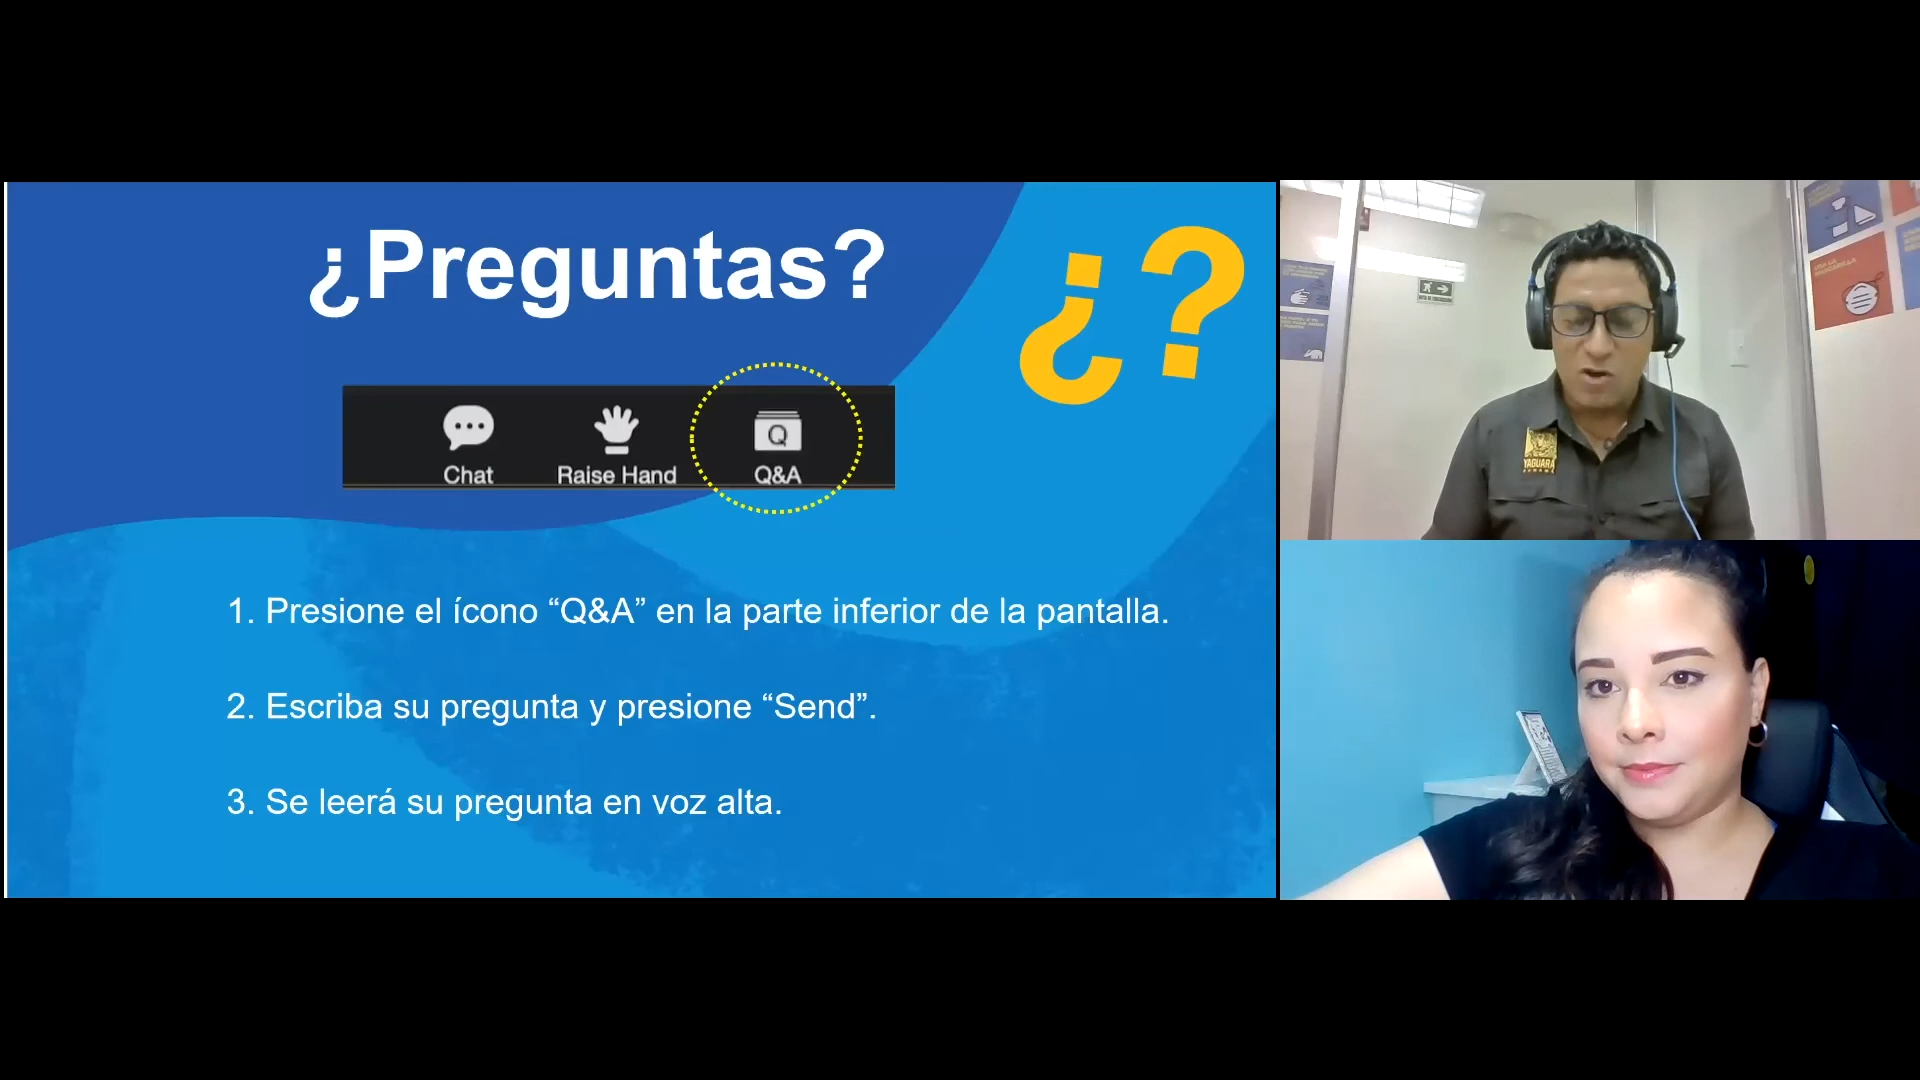 ¿Preguntas?
¿?
Chat
Raise Hand
Q
Q&A
1. Presione el ícono “Q&A” en la parte inferior de la pantalla.
2. Escriba su pregunta y presione “Send”.
3. Se leerá su pregunta en voz alta.
YAGUARÁ